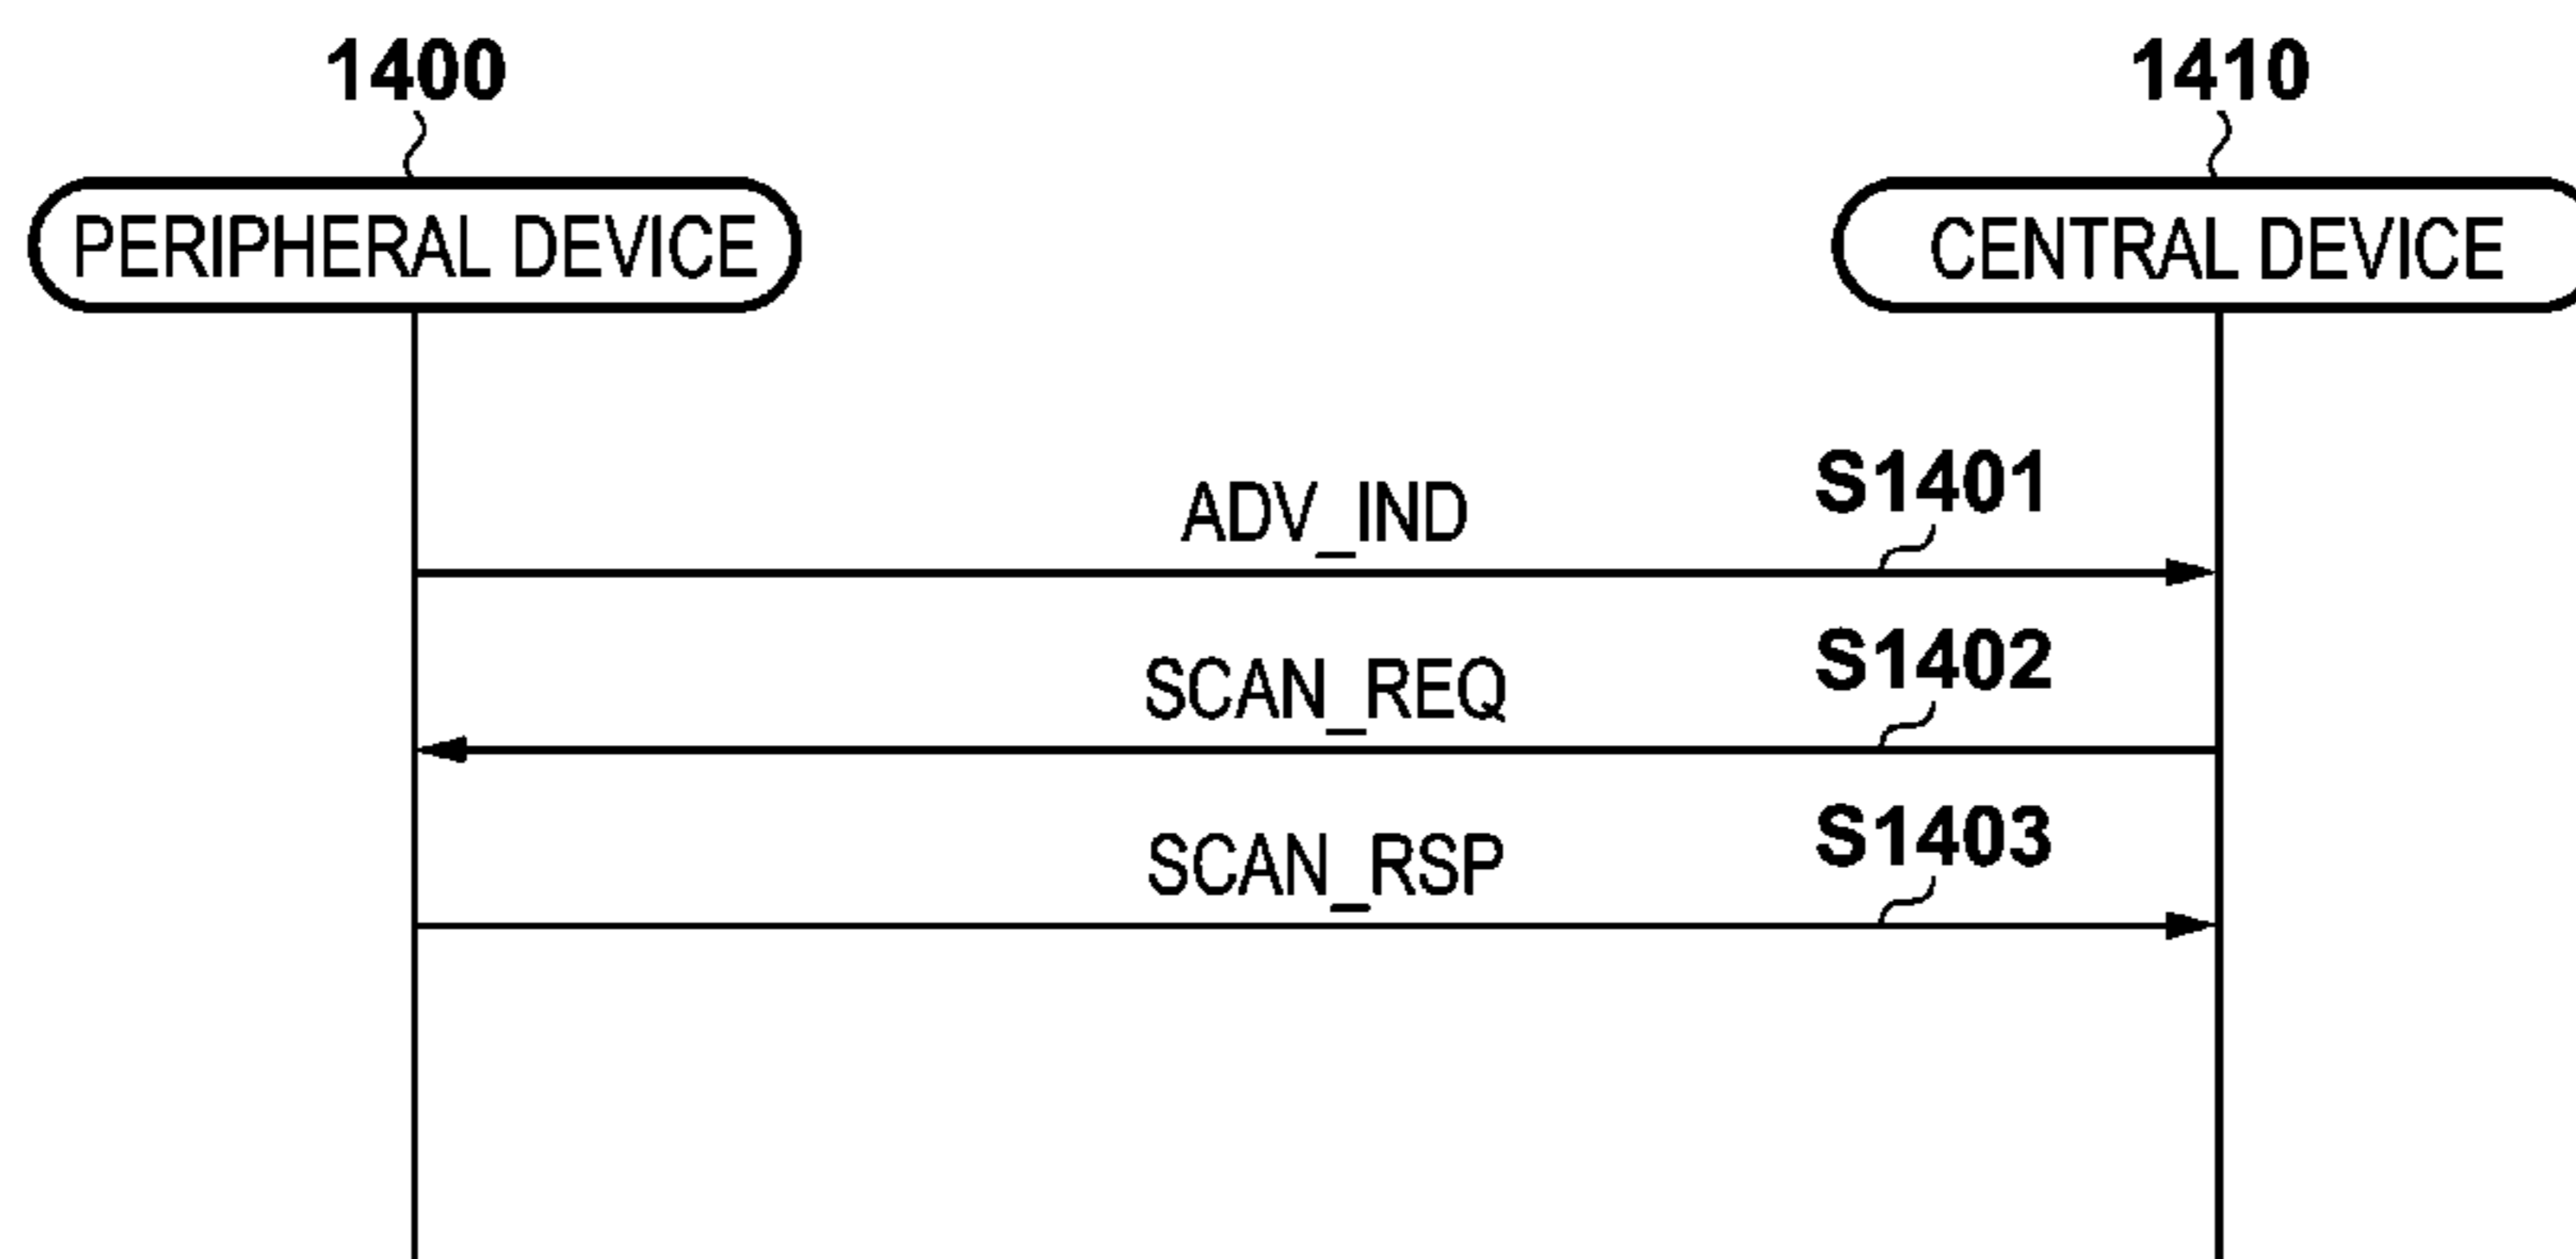 1400
1410
PERIPHERAL DEVICE
CENTRAL DEVICE
ADV_IND
S1401
SCAN_REQ
S1402
SCAN_RSP
S1403